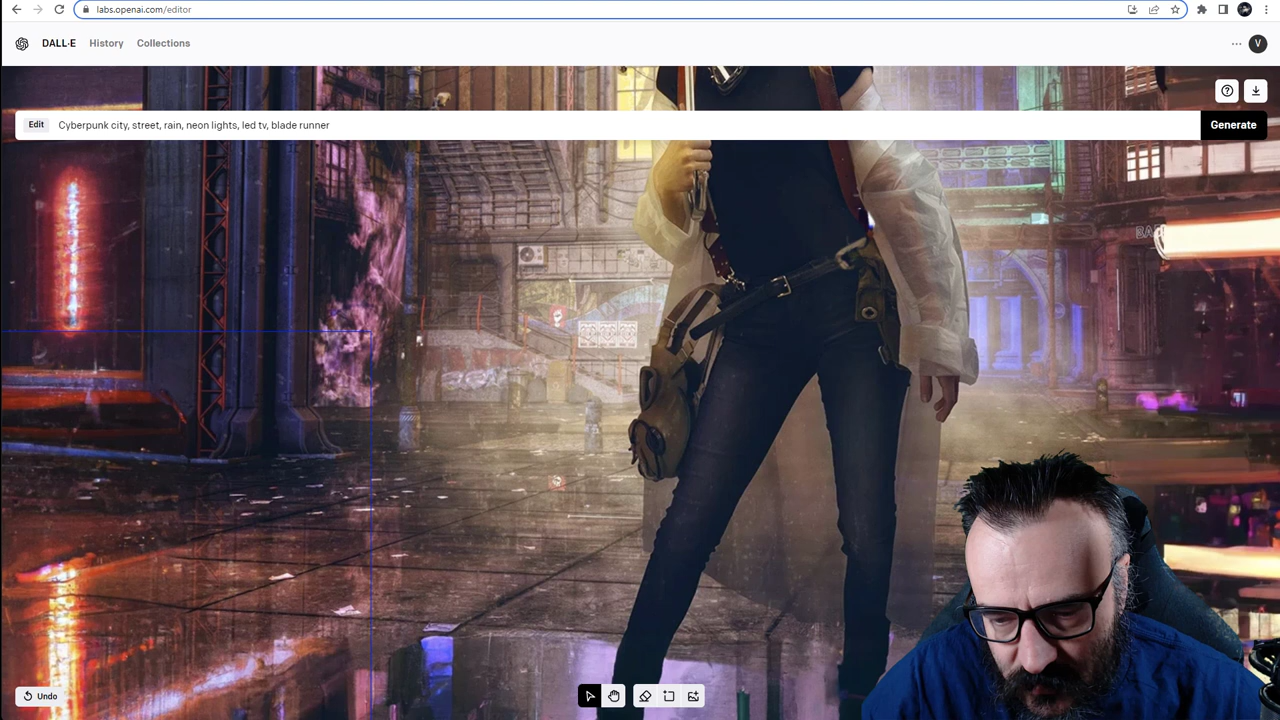 labs.openai.com/editor
DALL·E History Collections
V
Edit Cyberpunk city, street, rain, neon lights, led tv, blade runner Generate
BAC
Undo